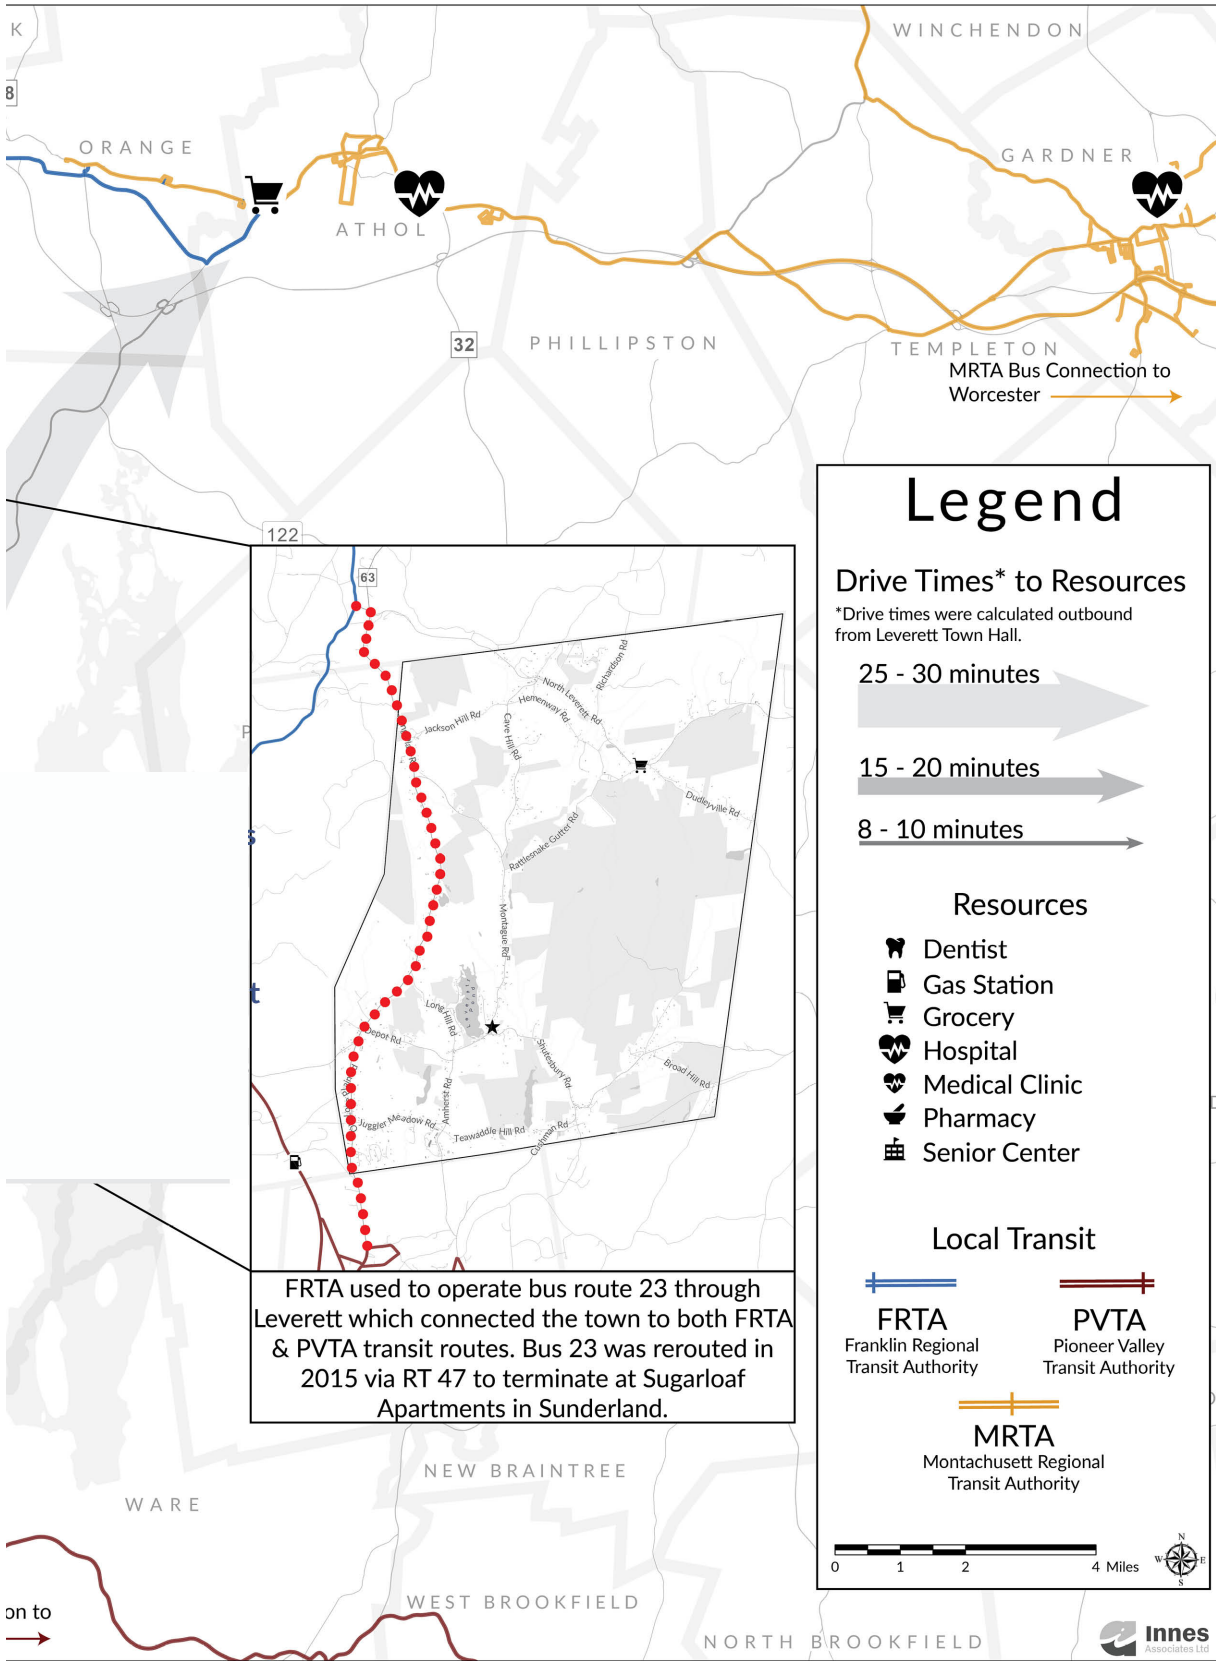 K
WINCHENDON
8
ORANGE
GARDNER
ATHOL
32
PHILLIPSTON
TEMPLETON
MRTA Bus Connection to
Worcester
122
63
Richardson Rd
North Leverett Rd
Hemenway Rd
Jackson Hill Rd
Cave Hill Rd
P
Dudleyville Rd
s
Rattlesnake Gutter Rd
Montague Rd
t
Leverett
Pond
Long Hill Rd
Depot Rd
Shutesbury Rd
Broad Hill Rd
Amherst Rd
Juggler Meadow Rd
Teawaddle Hill Rd
Cushman Rd
FRTA used to operate bus route 23 through
Leverett which connected the town to both FRTA
& PVTA transit routes. Bus 23 was rerouted in
2015 via RT 47 to terminate at Sugarloaf
Apartments in Sunderland.
Legend
Drive Times* to Resources
*Drive times were calculated outbound
from Leverett Town Hall.
25 - 30 minutes
15 - 20 minutes
8 - 10 minutes
Resources
Dentist
Gas Station
Grocery
Hospital
Medical Clinic
Pharmacy
Senior Center
Local Transit
FRTA
Franklin Regional
Transit Authority
PVTA
Pioneer Valley
Transit Authority
MRTA
Montachusett Regional
Transit Authority
0 1 2 4 Miles
N
W E
S
NEW BRAINTREE
WARE
WEST BROOKFIELD
on to
NORTH BROOKFIELD
Innes
Associates Ltd